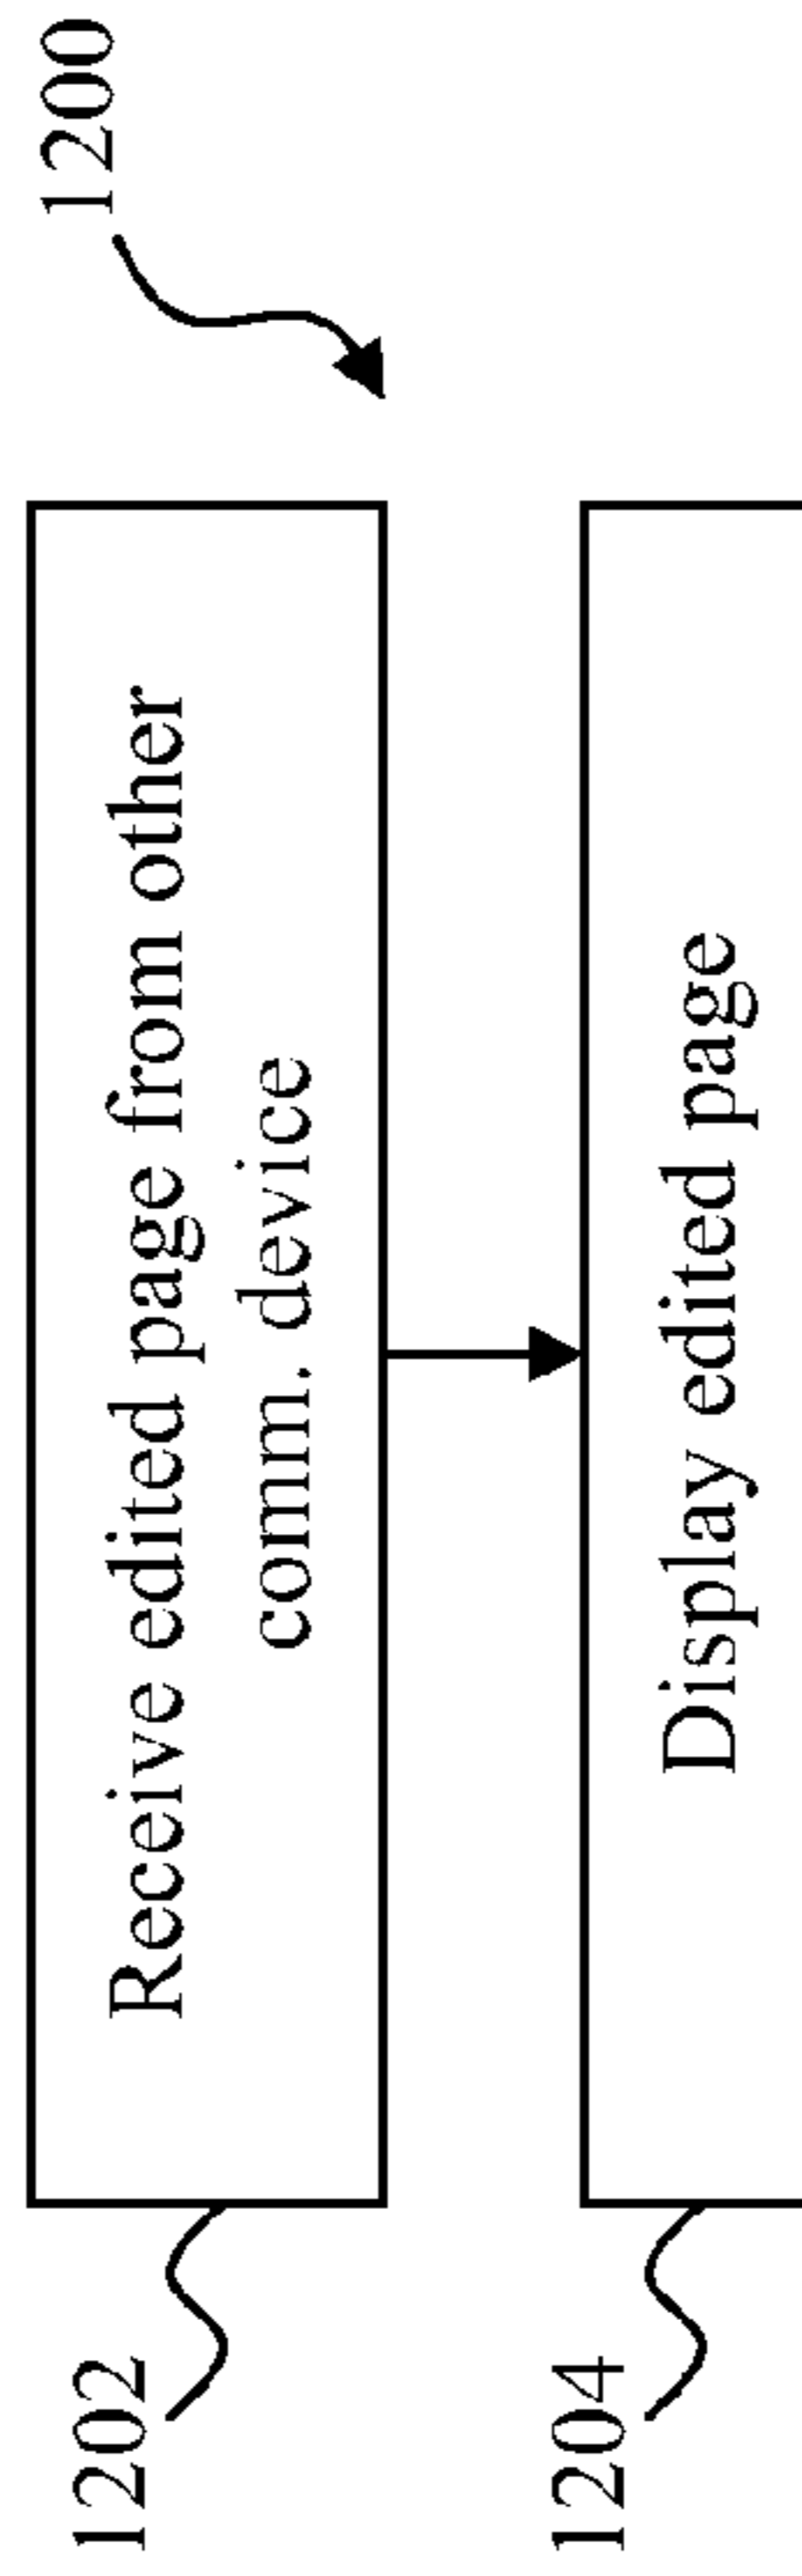 1200
1202
Receive edited page from other
comm. device
1204
Display edited page